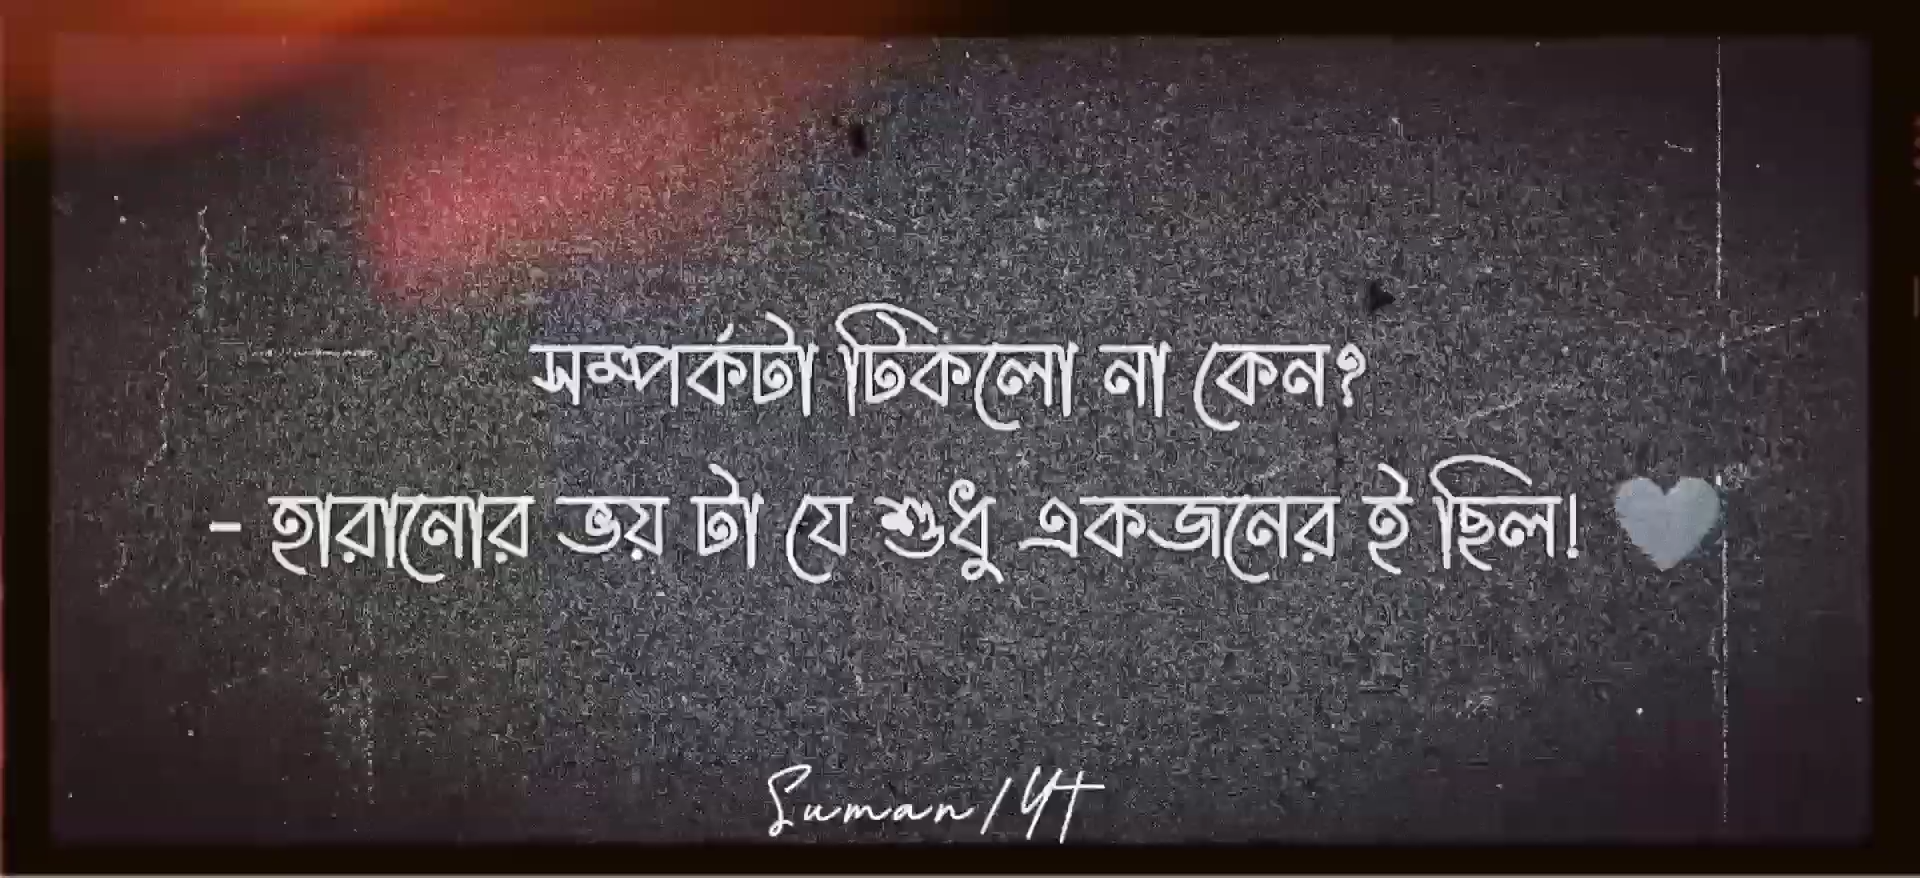 সম্পর্কটা টিকলো না কেন?
- হারানোর ভয় টা যে শুধু একজনের ই ছিল! 🤍
Suman / Yt